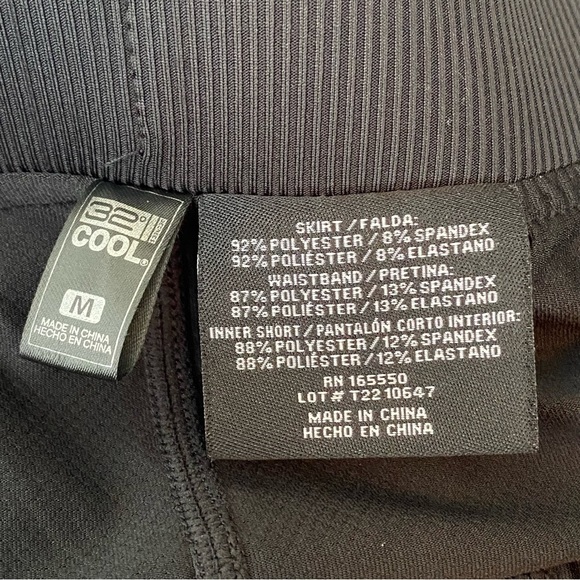 32°
COOL®
M
MADE IN CHINA
HECHO EN CHINA
SKIRT / FALDA:
92% POLYESTER / 8% SPANDEX
92% POLIÉSTER / 8% ELASTANO
WAISTBAND / PRETINA:
87% POLYESTER / 13% SPANDEX
87% POLIÉSTER / 13% ELASTANO
INNER SHORT / PANTALÓN CORTO INTERIOR:
88% POLYESTER / 12% SPANDEX
88% POLIÉSTER / 12% ELASTANO
RN 165550
LOT# T2210647
MADE IN CHINA
HECHO EN CHINA